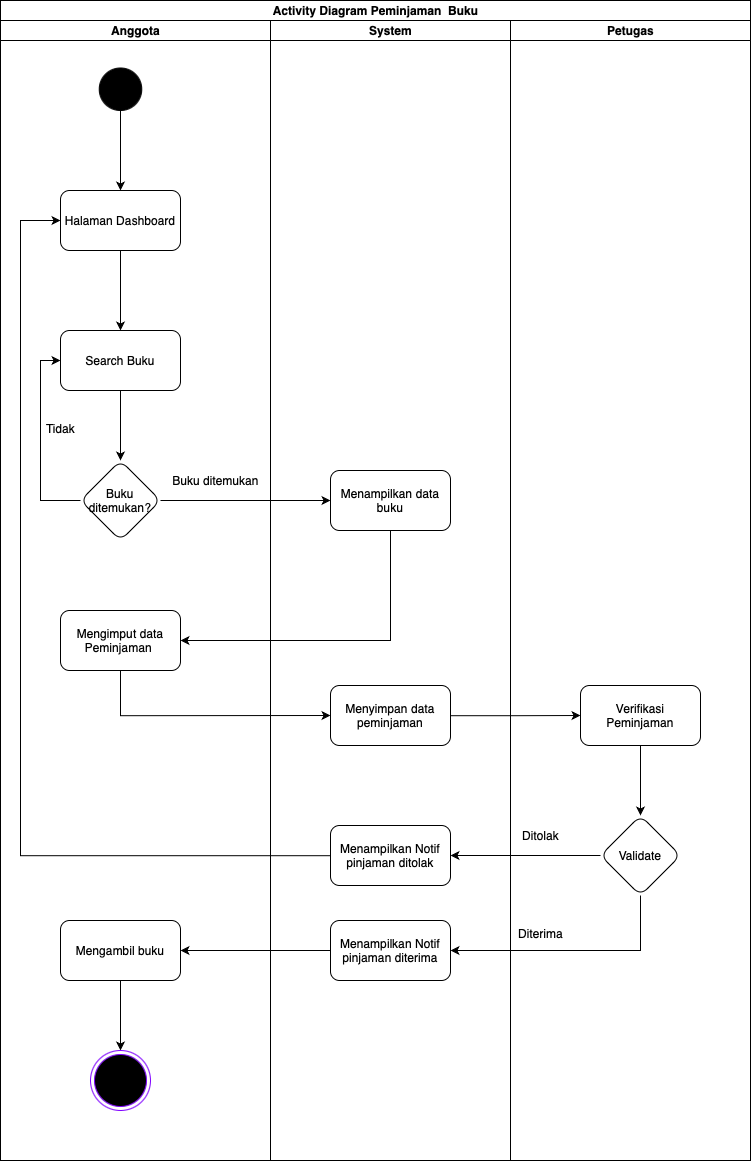 Activity Diagram Peminjaman  Buku
Anggota
System
Petugas
Halaman Dashboard
Search Buku
Tidak
Buku
ditemukan?
Buku ditemukan
Menampilkan data
buku
Mengimput data
Peminjaman
Menyimpan data
peminjaman
Verifikasi
Peminjaman
Validate
Ditolak
Menampilkan Notif
pinjaman ditolak
Diterima
Menampilkan Notif
pinjaman diterima
Mengambil buku